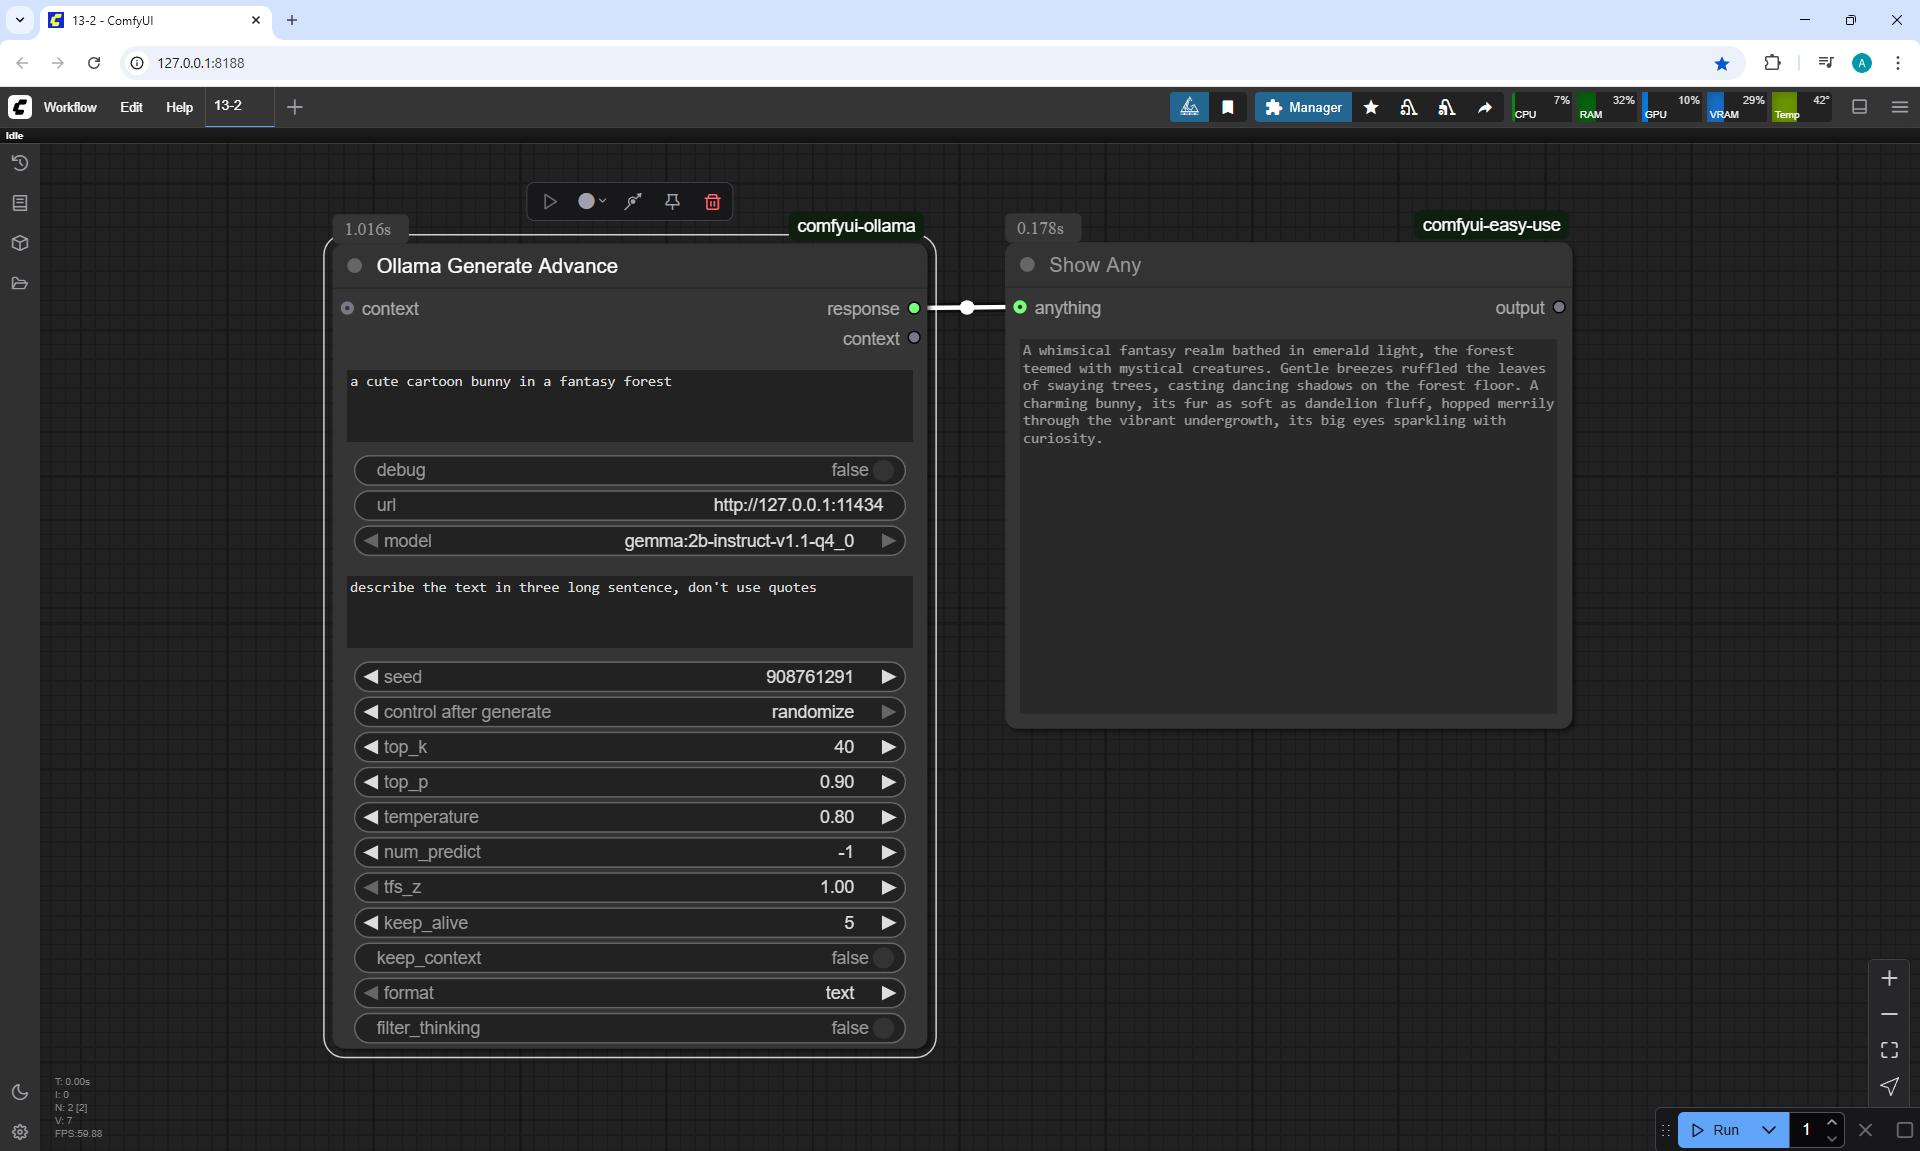 13-2 - ComfyUI
127.0.0.1:8188
Workflow Edit Help 13-2
Manager
CPU 7% RAM 32% GPU 10% VRAM 29% Temp 42°
Idle
1.016s
comfyui-ollama
Ollama Generate Advance
context response
context
a cute cartoon bunny in a fantasy forest
debug false
url http://127.0.0.1:11434
model gemma:2b-instruct-v1.1-q4_0
describe the text in three long sentence, don't use quotes
seed 908761291
control after generate randomize
top_k 40
top_p 0.90
temperature 0.80
num_predict -1
tfs_z 1.00
keep_alive 5
keep_context false
format text
filter_thinking false
0.178s
comfyui-easy-use
Show Any
anything output
A whimsical fantasy realm bathed in emerald light, the forest
teemed with mystical creatures. Gentle breezes ruffled the leaves
of swaying trees, casting dancing shadows on the forest floor. A
charming bunny, its fur as soft as dandelion fluff, hopped merrily
through the vibrant undergrowth, its big eyes sparkling with
curiosity.
T: 0.00s
I: 0
N: 2 [2]
V: 7
FPS:59.88
Run 1
A